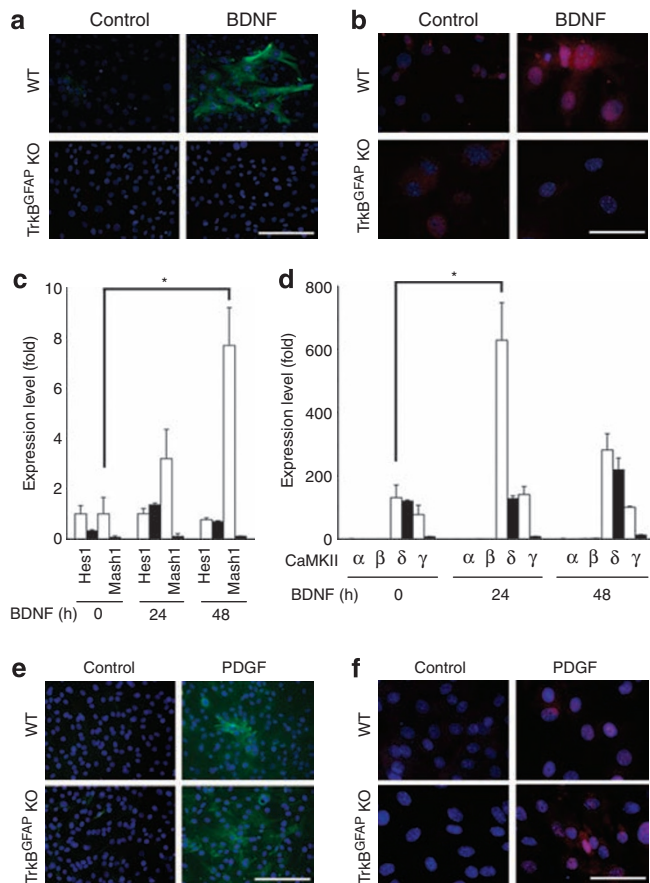 a
Control BDNF
WT
TrkB^GFAP KO
b
Control BDNF
WT
TrkB^GFAP KO
c
Expression level (fold)
10
8
6
4
2
0
*
Hes1 Mash1 Hes1 Mash1 Hes1 Mash1
BDNF (h) 0 24 48
d
Expression level (fold)
800
600
400
200
0
*
CaMKII α β δ γ α β δ γ α β δ γ
BDNF (h) 0 24 48
e
Control PDGF
WT
TrkB^GFAP KO
f
Control PDGF
WT
TrkB^GFAP KO